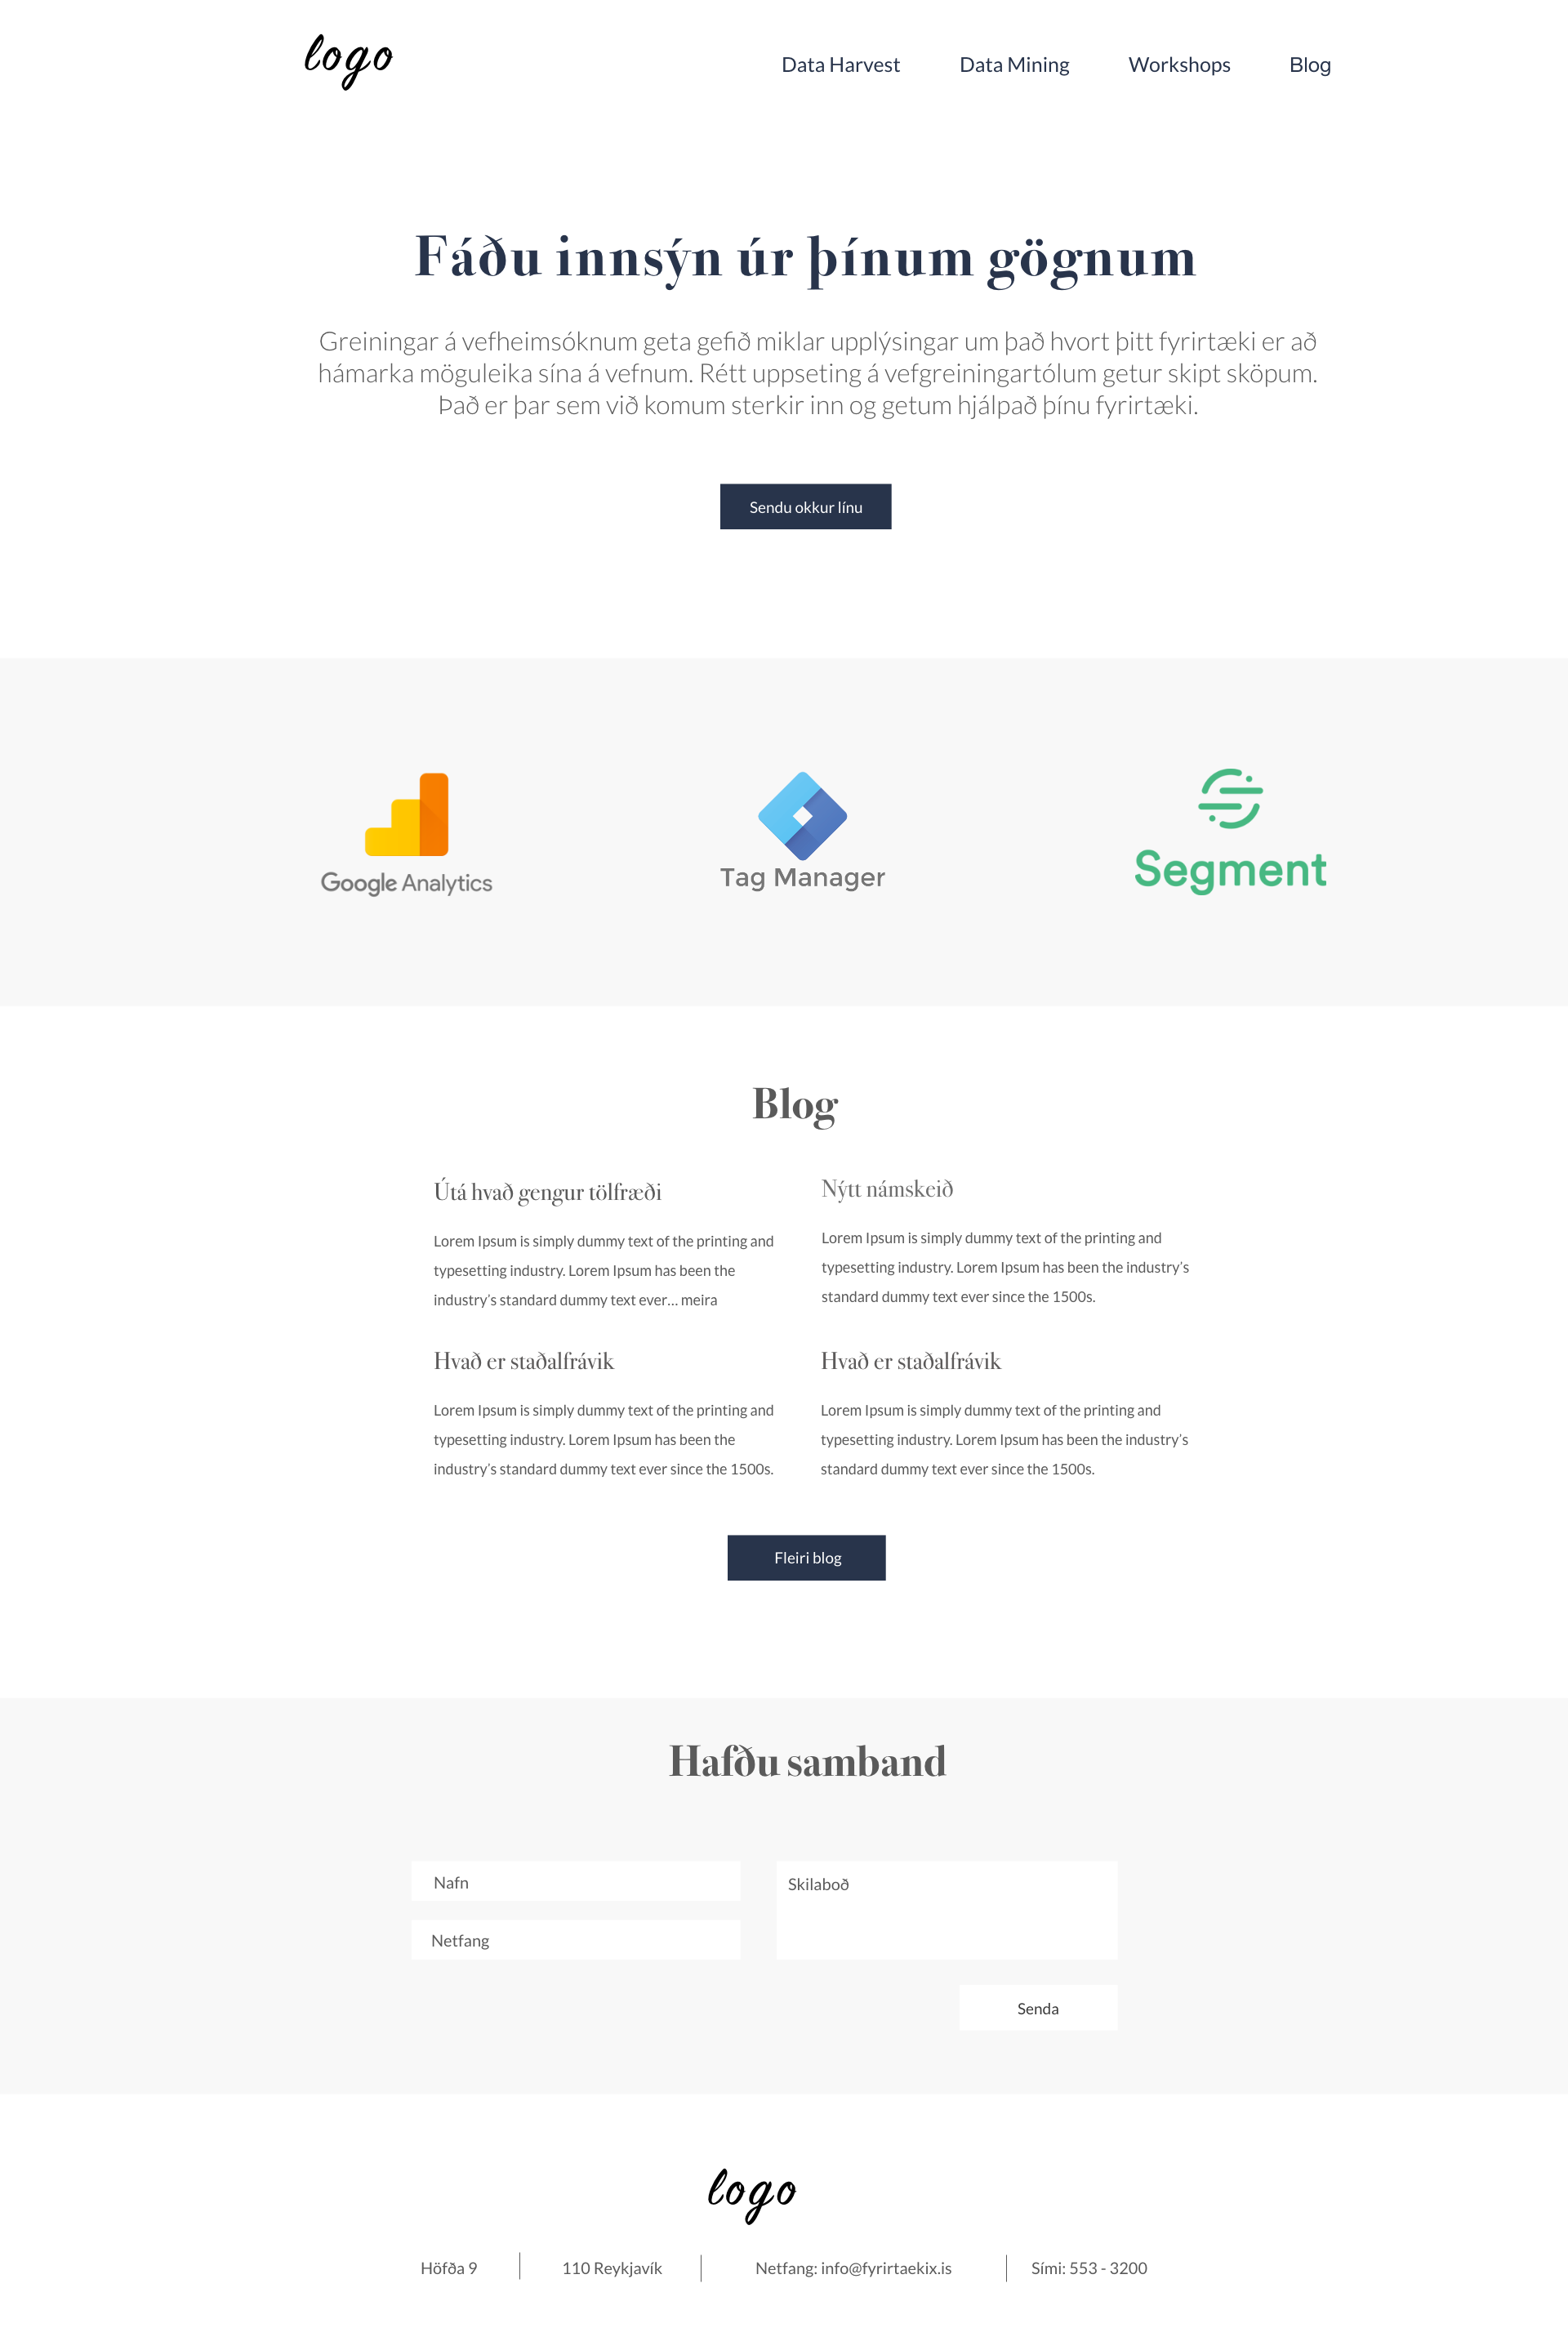 logo
Data Harvest
Data Mining
Workshops
Blog
Fáðu innsýn úr þínum gögnum
Greiningar á vefheimsóknum geta gefið miklar upplýsingar um það hvort þitt fyrirtæki er að
hámarka möguleika sína á vefnum. Rétt uppseting á vefgreiningartólum getur skipt sköpum.
Það er þar sem við komum sterkir inn og getum hjálpað þínu fyrirtæki.
Sendu okkur línu
Google Analytics
Tag Manager
Segment
Blog
Útá hvað gengur tölfræði
Lorem Ipsum is simply dummy text of the printing and
typesetting industry. Lorem Ipsum has been the
industry's standard dummy text ever... meira
Nýtt námskeið
Lorem Ipsum is simply dummy text of the printing and
typesetting industry. Lorem Ipsum has been the industry's
standard dummy text ever since the 1500s.
Hvað er staðalfrávik
Lorem Ipsum is simply dummy text of the printing and
typesetting industry. Lorem Ipsum has been the
industry's standard dummy text ever since the 1500s.
Hvað er staðalfrávik
Lorem Ipsum is simply dummy text of the printing and
typesetting industry. Lorem Ipsum has been the industry's
standard dummy text ever since the 1500s.
Fleiri blog
Hafðu samband
Nafn
Netfang
Skilaboð
Senda
logo
Höfða 9
110 Reykjavík
Netfang: info@fyrirtaekix.is
Sími: 553 - 3200